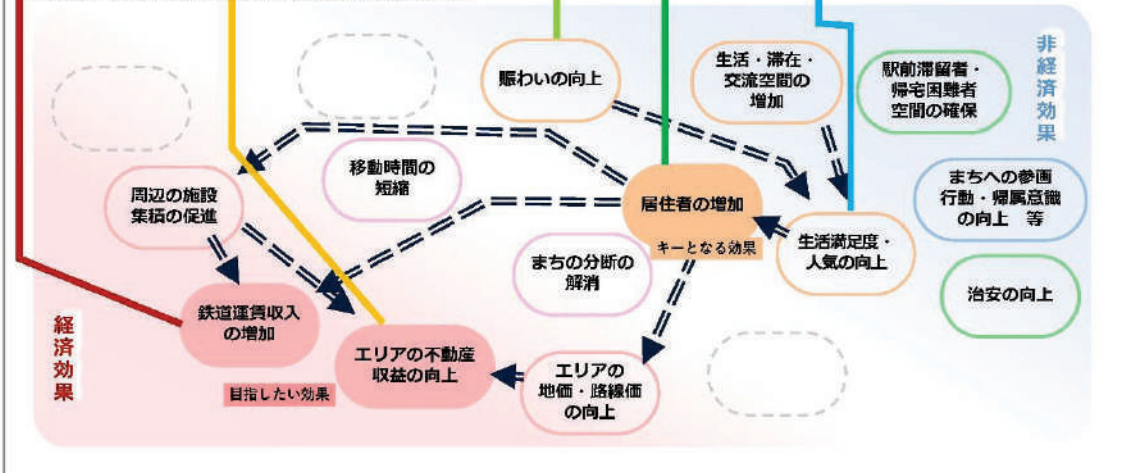 賑わいの向上
生活・滞在・
交流空間の
増加
駅前滞留者・
帰宅困難者
空間の確保
非経済効果
移動時間の
短縮
周辺の施設
集積の促進
居住者の増加
キーとなる効果
まちへの参画
行動・帰属意識
の向上 等
生活満足度・
人気の向上
まちの分断の
解消
治安の向上
鉄道運賃収入
の増加
経済効果
エリアの不動産
収益の向上
目指したい効果
エリアの
地価・路線価
の向上